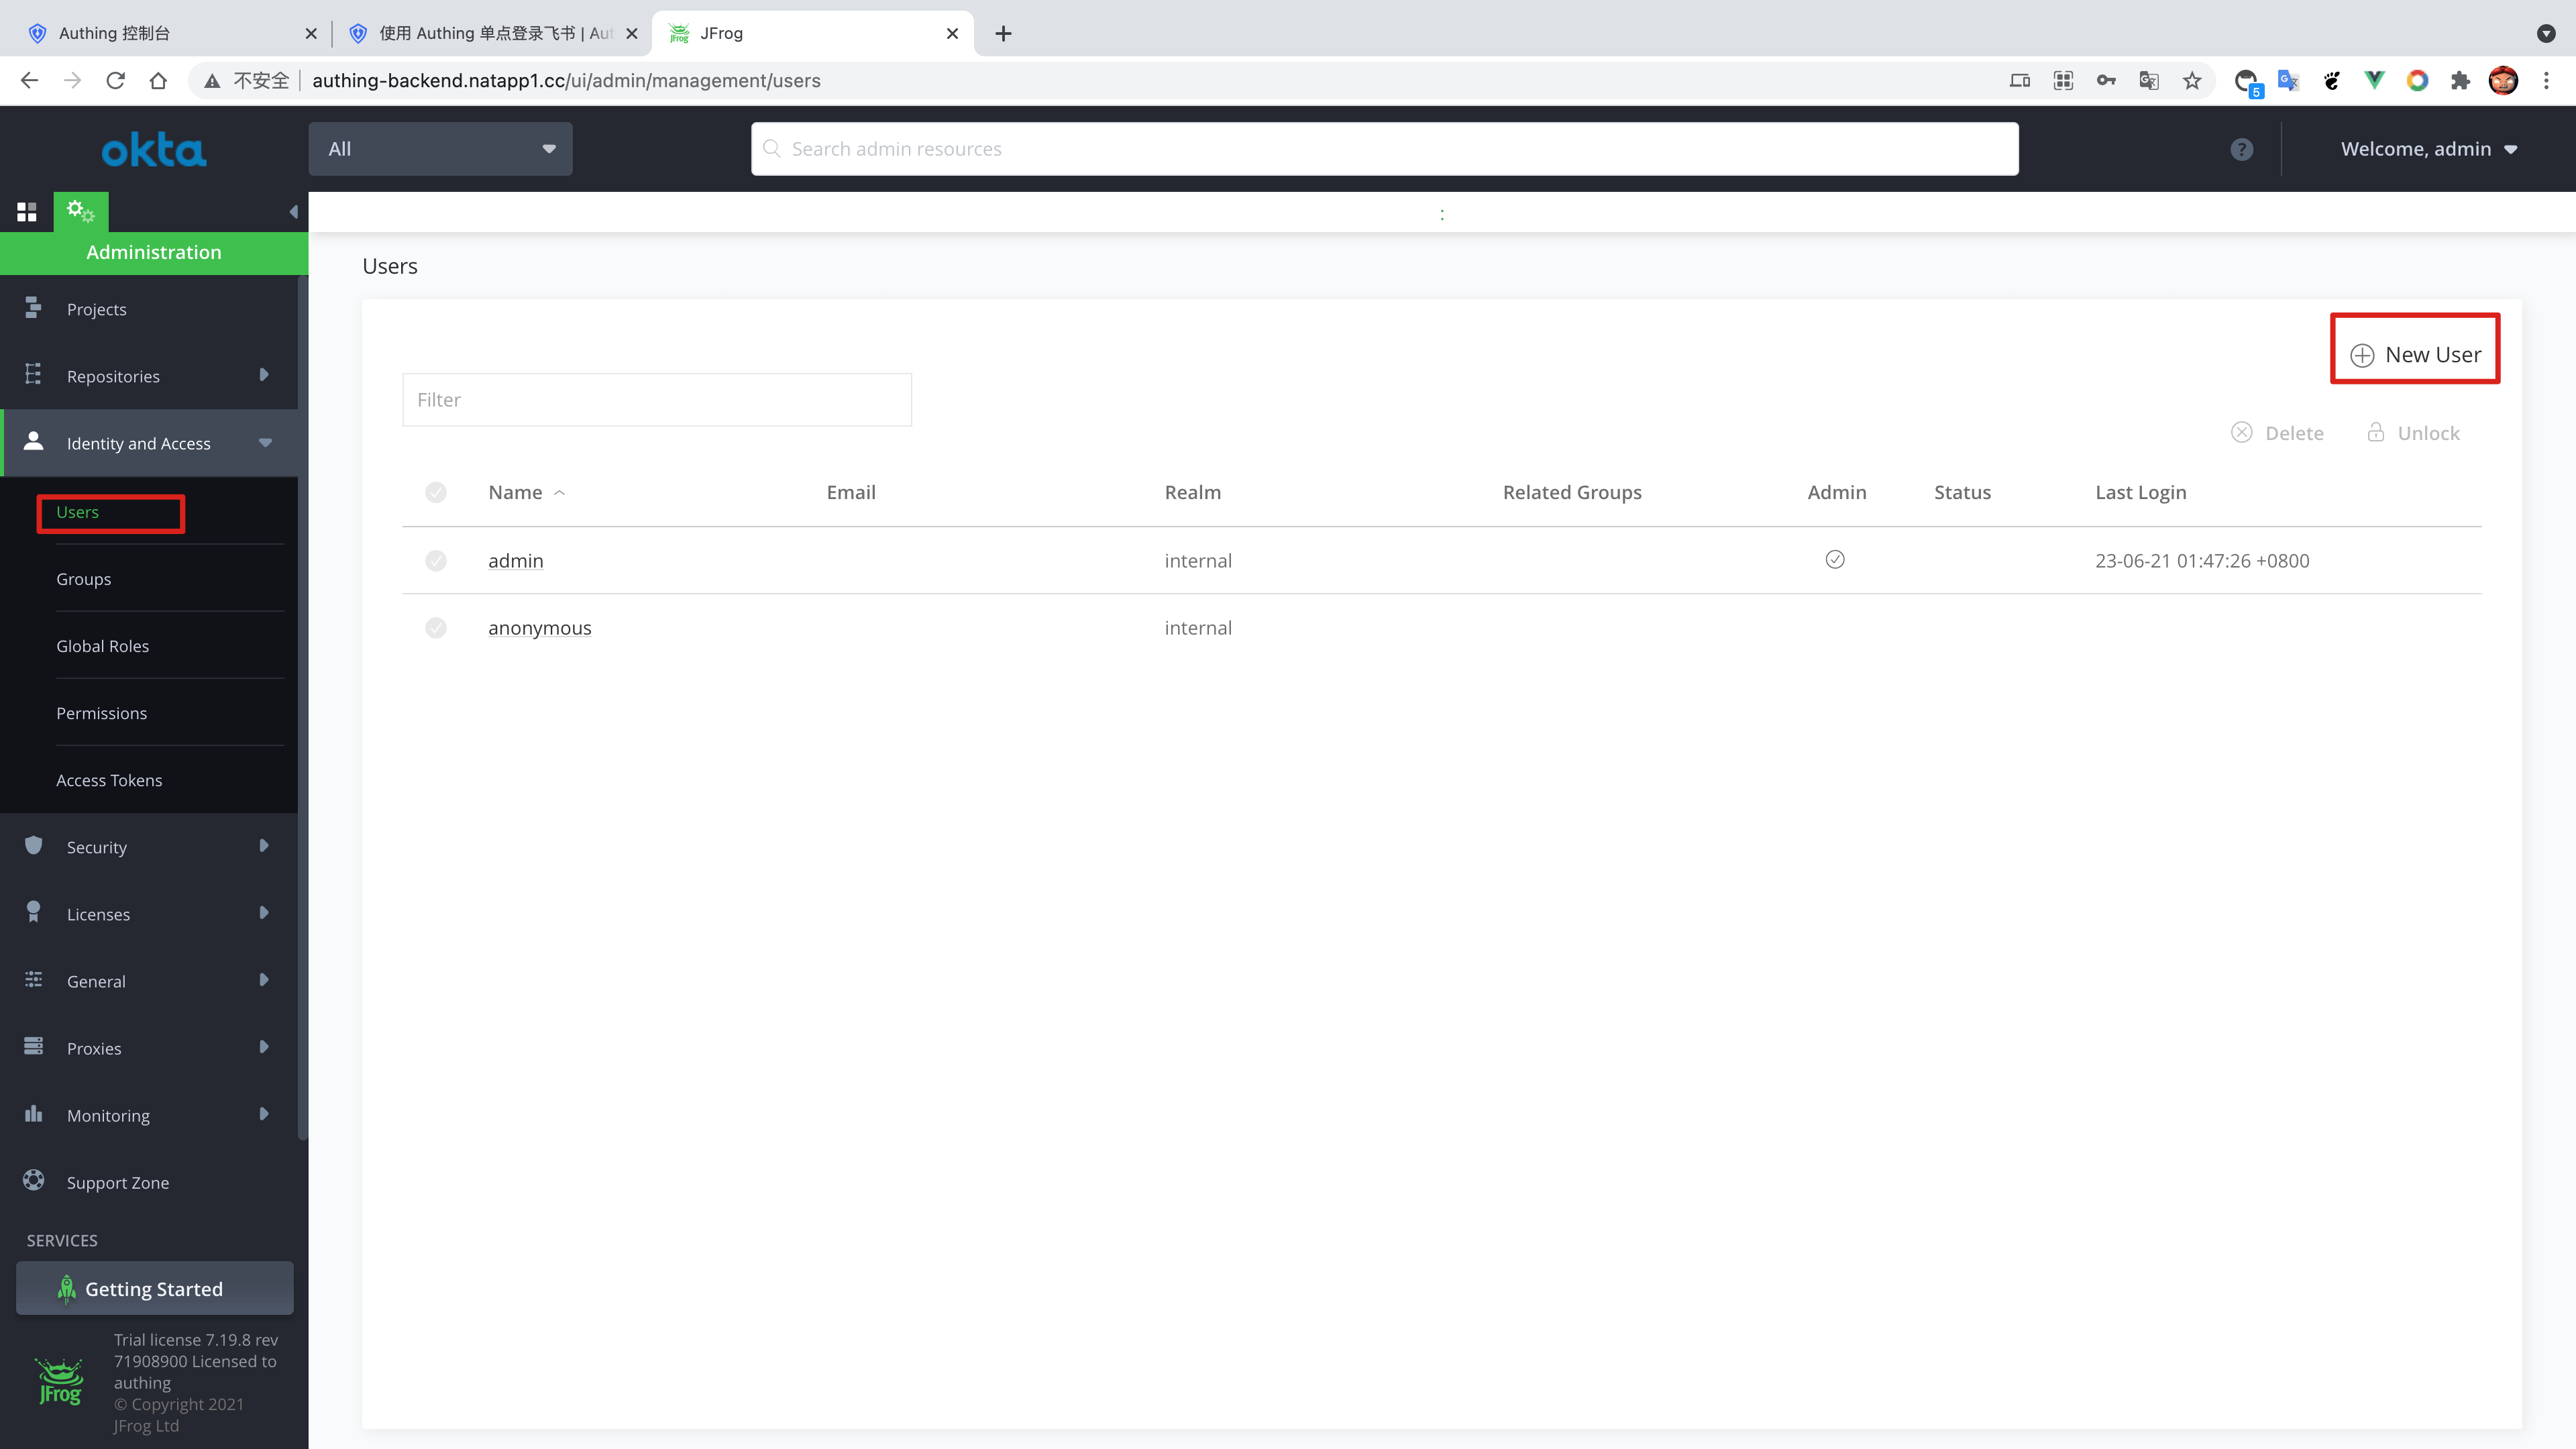 Authing 控制台
使用 Authing 单点登录飞书 | Aut
JFrog
不安全
authing-backend.natapp1.cc/ui/admin/management/users
5
okta
All
Search admin resources
?
Welcome, admin
:
Administration
Projects
Repositories
Identity and Access
Users
Groups
Global Roles
Permissions
Access Tokens
Security
Licenses
General
Proxies
Monitoring
Support Zone
SERVICES
Getting Started
JFrog
Trial license 7.19.8 rev
71908900 Licensed to
authing
© Copyright 2021
JFrog Ltd
Users
New User
Filter
Delete
Unlock
Name
Email
Realm
Related Groups
Admin
Status
Last Login
admin
internal
23-06-21 01:47:26 +0800
anonymous
internal